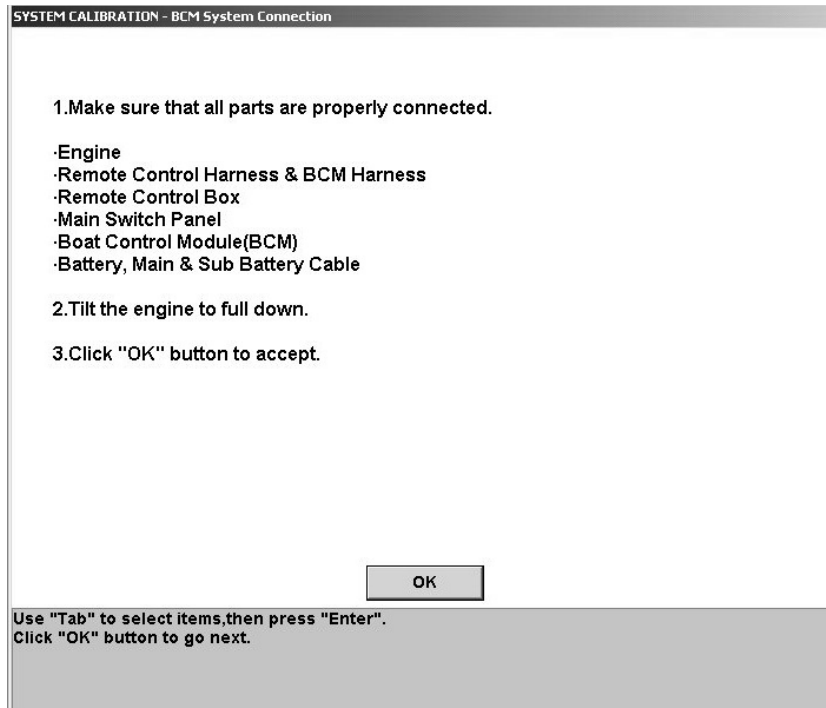 SYSTEM CALIBRATION - BCM System Connection
1.Make sure that all parts are properly connected.
·Engine
·Remote Control Harness & BCM Harness
·Remote Control Box
·Main Switch Panel
·Boat Control Module(BCM)
·Battery, Main & Sub Battery Cable
2.Tilt the engine to full down.
3.Click "OK" button to accept.
OK
Use "Tab" to select items,then press "Enter".
Click "OK" button to go next.